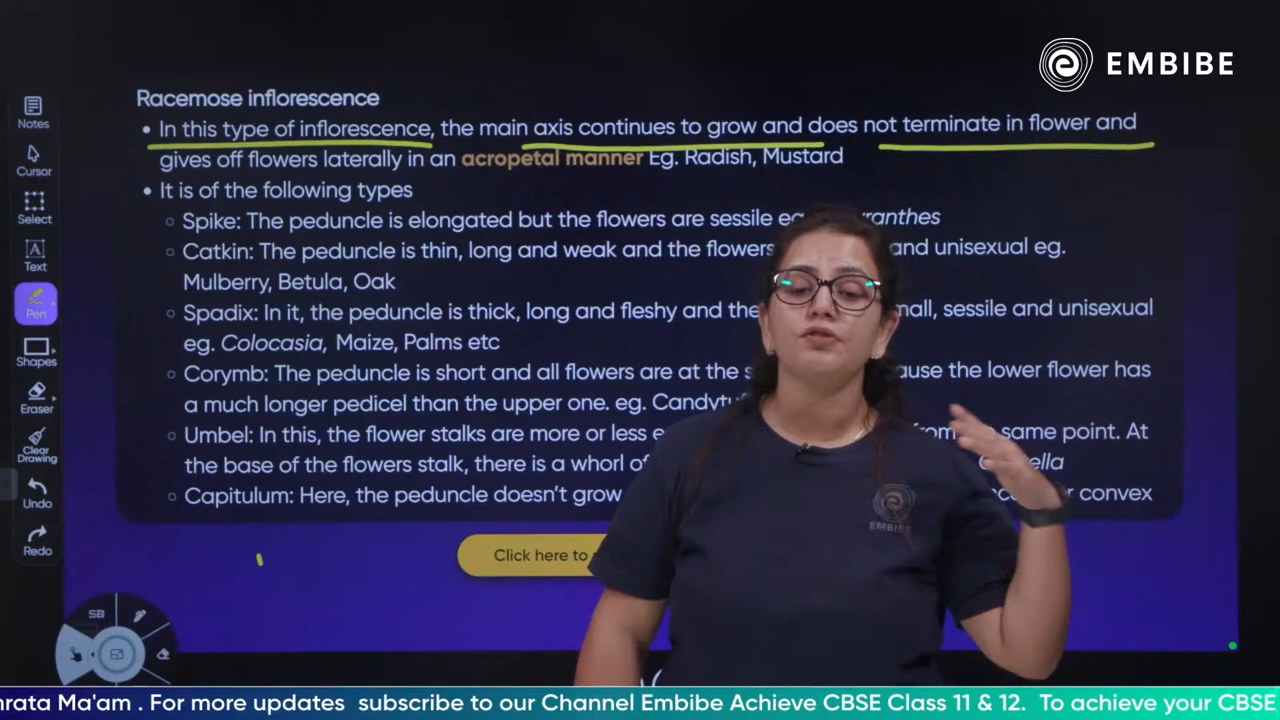 EMBIBE
Notes
Cursor
Select
Text
Pen
Shapes
Eraser
Clear
Drawing
Undo
Redo
Racemose inflorescence
• In this type of inflorescence, the main axis continues to grow and does not terminate in flower and
gives off flowers laterally in an acropetal manner Eg. Radish, Mustard
• It is of the following types
○ Spike: The peduncle is elongated but the flowers are sessile
○ Catkin: The peduncle is thin, long and weak and the flowers and unisexual eg.
Mulberry, Betula, Oak
○ Spadix: In it, the peduncle is thick, long and fleshy and the sessile and unisexual
eg. Colocasia, Maize, Palms etc
○ Corymb: The peduncle is short and all flowers are at the the lower flower has
a much longer pedicel than the upper one. eg.
○ Umbel: In this, the flower stalks are more or less same point. At
the base of the flowers stalk, there is a whorl
○ Capitulum: Here, the peduncle doesn't grow convex
Click here to
SB
EMBIBE
Ma'am . For more updates subscribe to our Channel Embibe Achieve CBSE Class 11 & 12. To achieve your CBSE